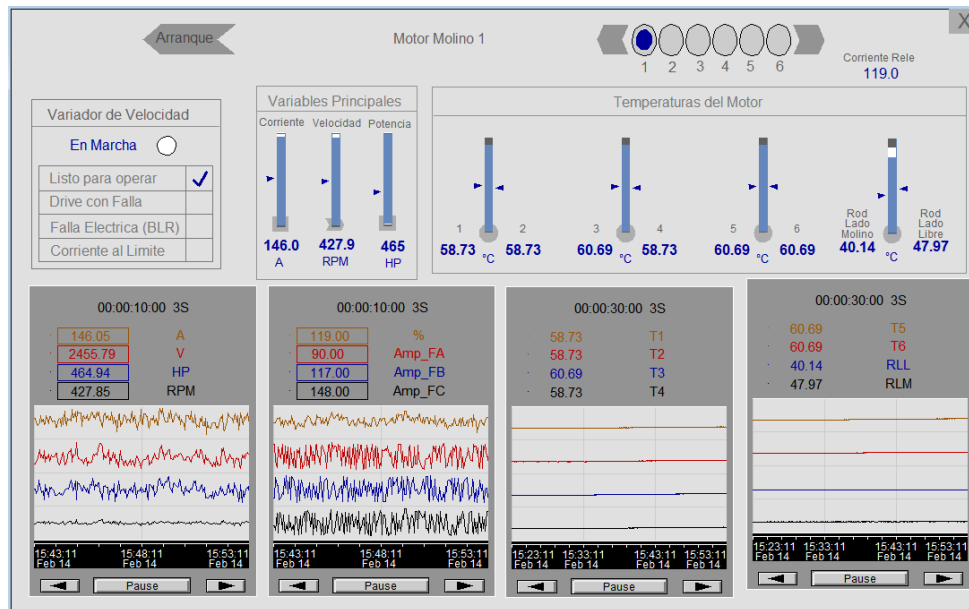 X
Arranque
Motor Molino 1
1 2 3 4 5 6
Corriente Rele
119.0
Variador de Velocidad
En Marcha
Listo para operar
Drive con Falla
Falla Electrica (BLR)
Corriente al Limite
Variables Principales
Corriente Velocidad Potencia
146.0 427.9 465
A RPM HP
Temperaturas del Motor
1 2
58.73 °C 58.73
3 4
60.69 °C 58.73
5 6
60.69 °C 60.69
Rod Lado Molino
Rod Lado Libre
40.14 °C 47.97
00:00:10:00 3S
146.05 A
2455.79 V
464.94 HP
427.85 RPM
15:43:11 15:48:11 15:53:11
Feb 14 Feb 14 Feb 14
Pause
00:00:10:00 3S
119.00 %
90.00 Amp_FA
117.00 Amp_FB
148.00 Amp_FC
15:43:11 15:48:11 15:53:11
Feb 14 Feb 14 Feb 14
Pause
00:00:30:00 3S
58.73 T1
58.73 T2
60.69 T3
58.73 T4
15:23:11 15:33:11 15:43:11 15:53:11
Feb 14 Feb 14 Feb 14 Feb 14
Pause
00:00:30:00 3S
60.69 T5
60.69 T6
40.14 RLL
47.97 RLM
15:23:11 15:33:11 15:43:11 15:53:11
Feb 14 Feb 14 Feb 14 Feb 14
Pause